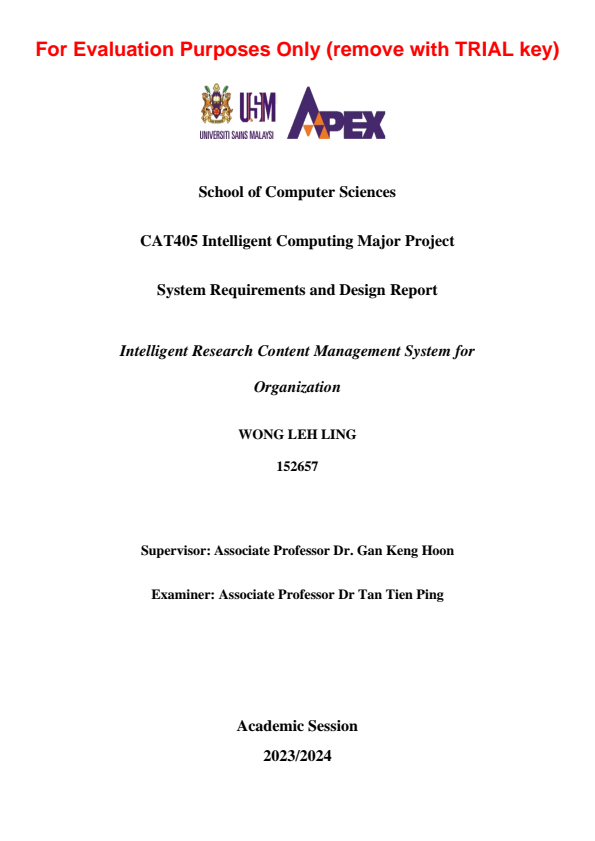 For Evaluation Purposes Only (remove with TRIAL key)
USM
UNIVERSITI SAINS MALAYSI
APEX
School of Computer Sciences
CAT405 Intelligent Computing Major Project
System Requirements and Design Report
Intelligent Research Content Management System for
Organization
WONG LEH LING
152657
Supervisor: Associate Professor Dr. Gan Keng Hoon
Examiner: Associate Professor Dr Tan Tien Ping
Academic Session
2023/2024